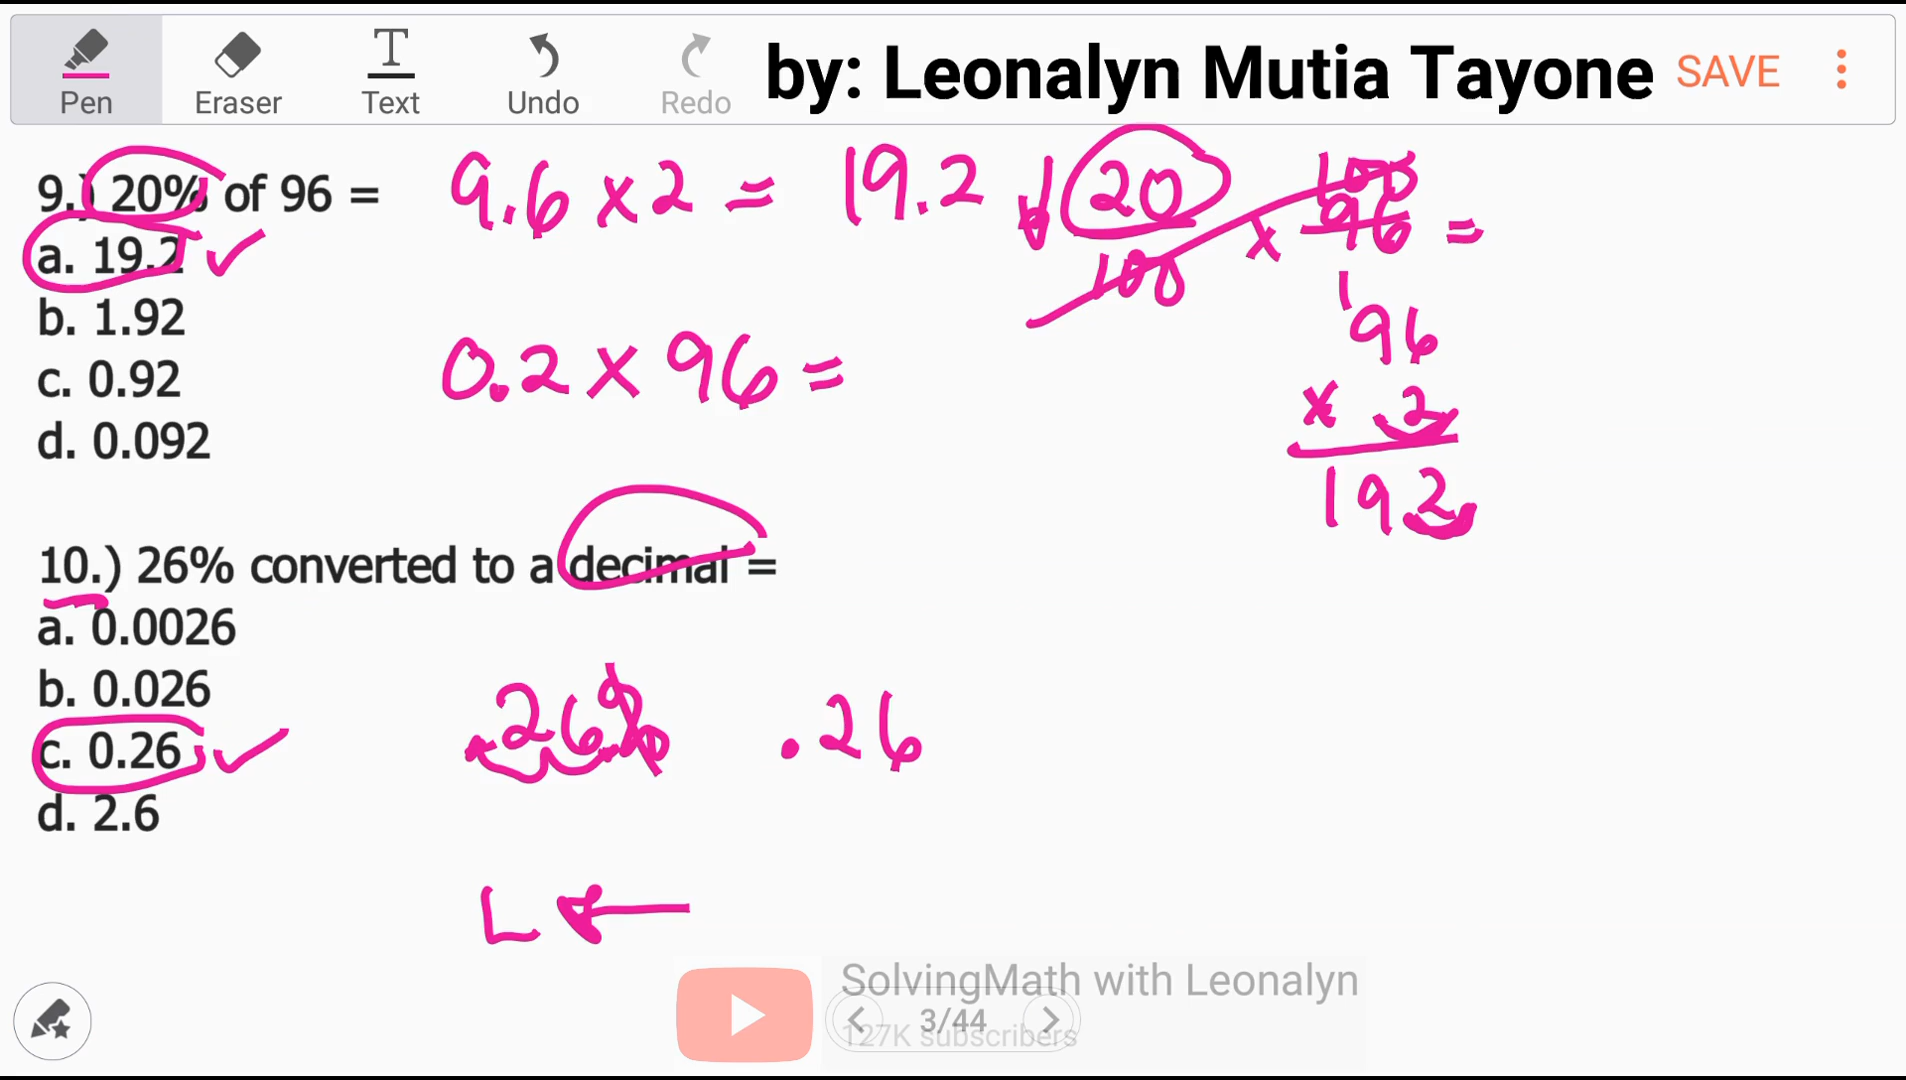 Pen Eraser Text Undo Redo by: Leonalyn Mutia Tayone SAVE
9.) 20% of 96 = 9.6 x 2 = 19.2
20/100 x 96 =
100
a. 19.2
b. 1.92
c. 0.92
d. 0.092
0.2 x 96 =
1
96
x .2
192
10.) 26% converted to a decimal =
a. 0.0026
b. 0.026
c. 0.26
d. 2.6
.26% .26
L
SolvingMath with Leonalyn
3/44
127K subscribers